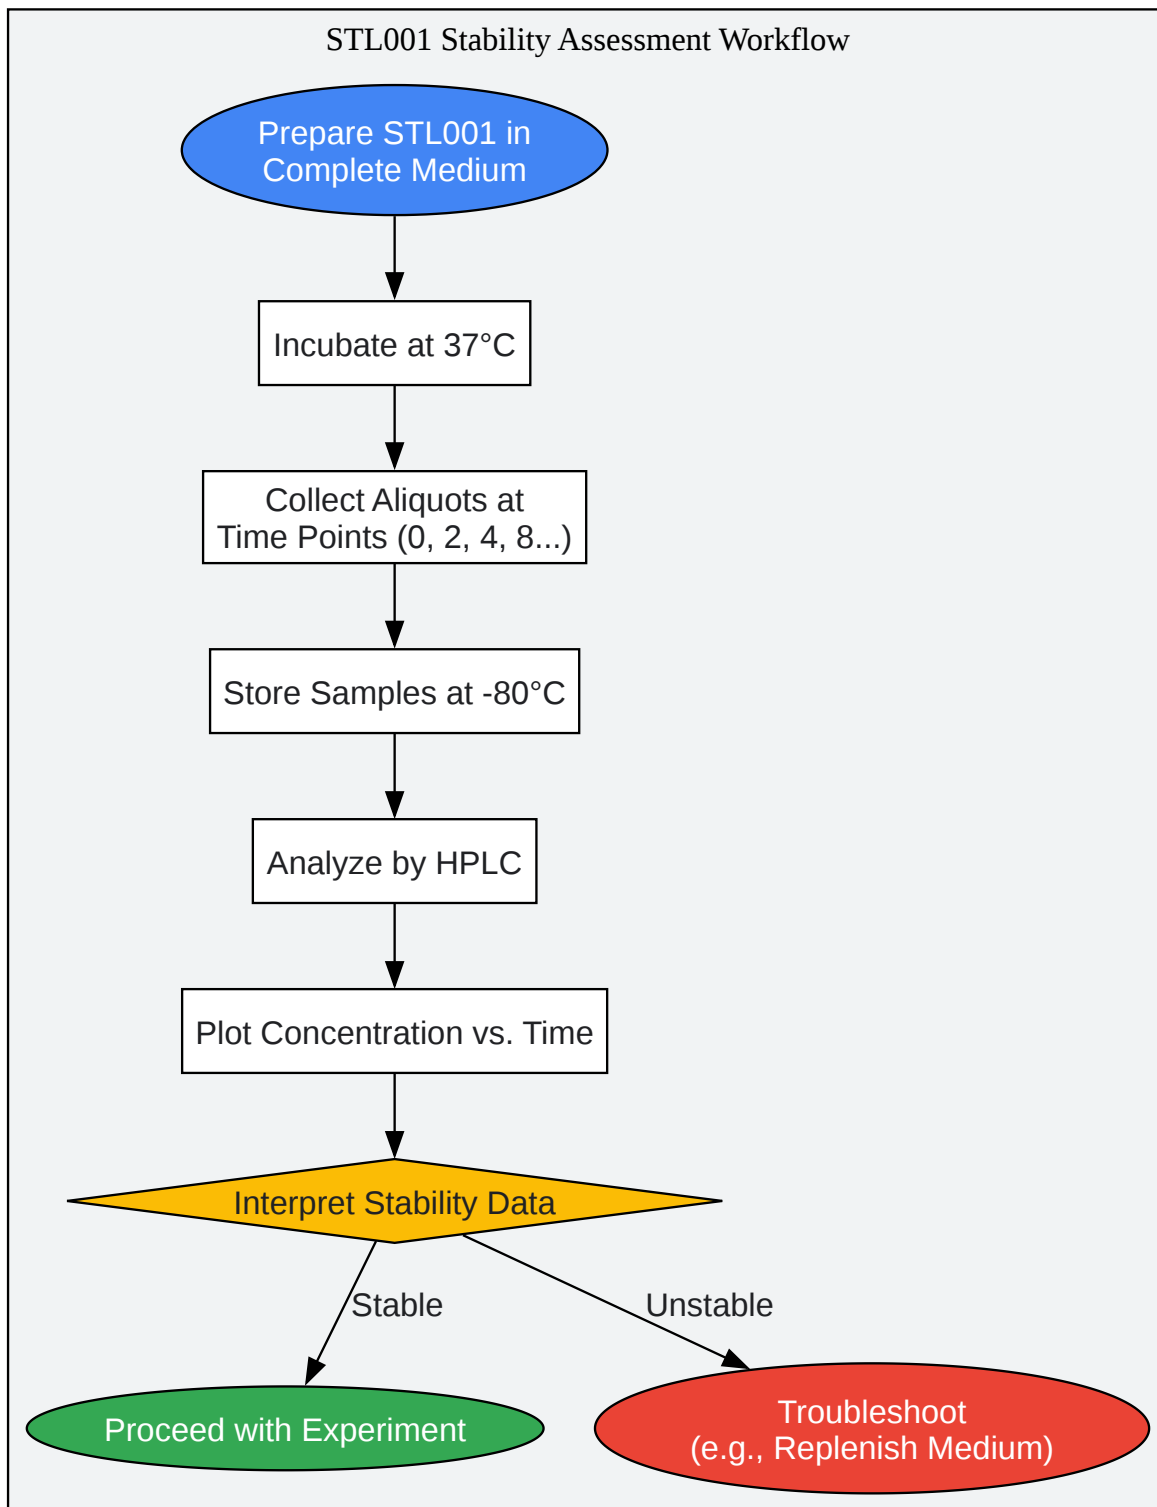 STL001 Stability Assessment Workflow
Prepare STL001 in
Complete Medium
Incubate at 37°C
Collect Aliquots at
Time Points (0, 2, 4, 8...)
Store Samples at -80°C
Analyze by HPLC
Plot Concentration vs. Time
Interpret Stability Data
Stable
Unstable
Proceed with Experiment
Troubleshoot
(e.g., Replenish Medium)